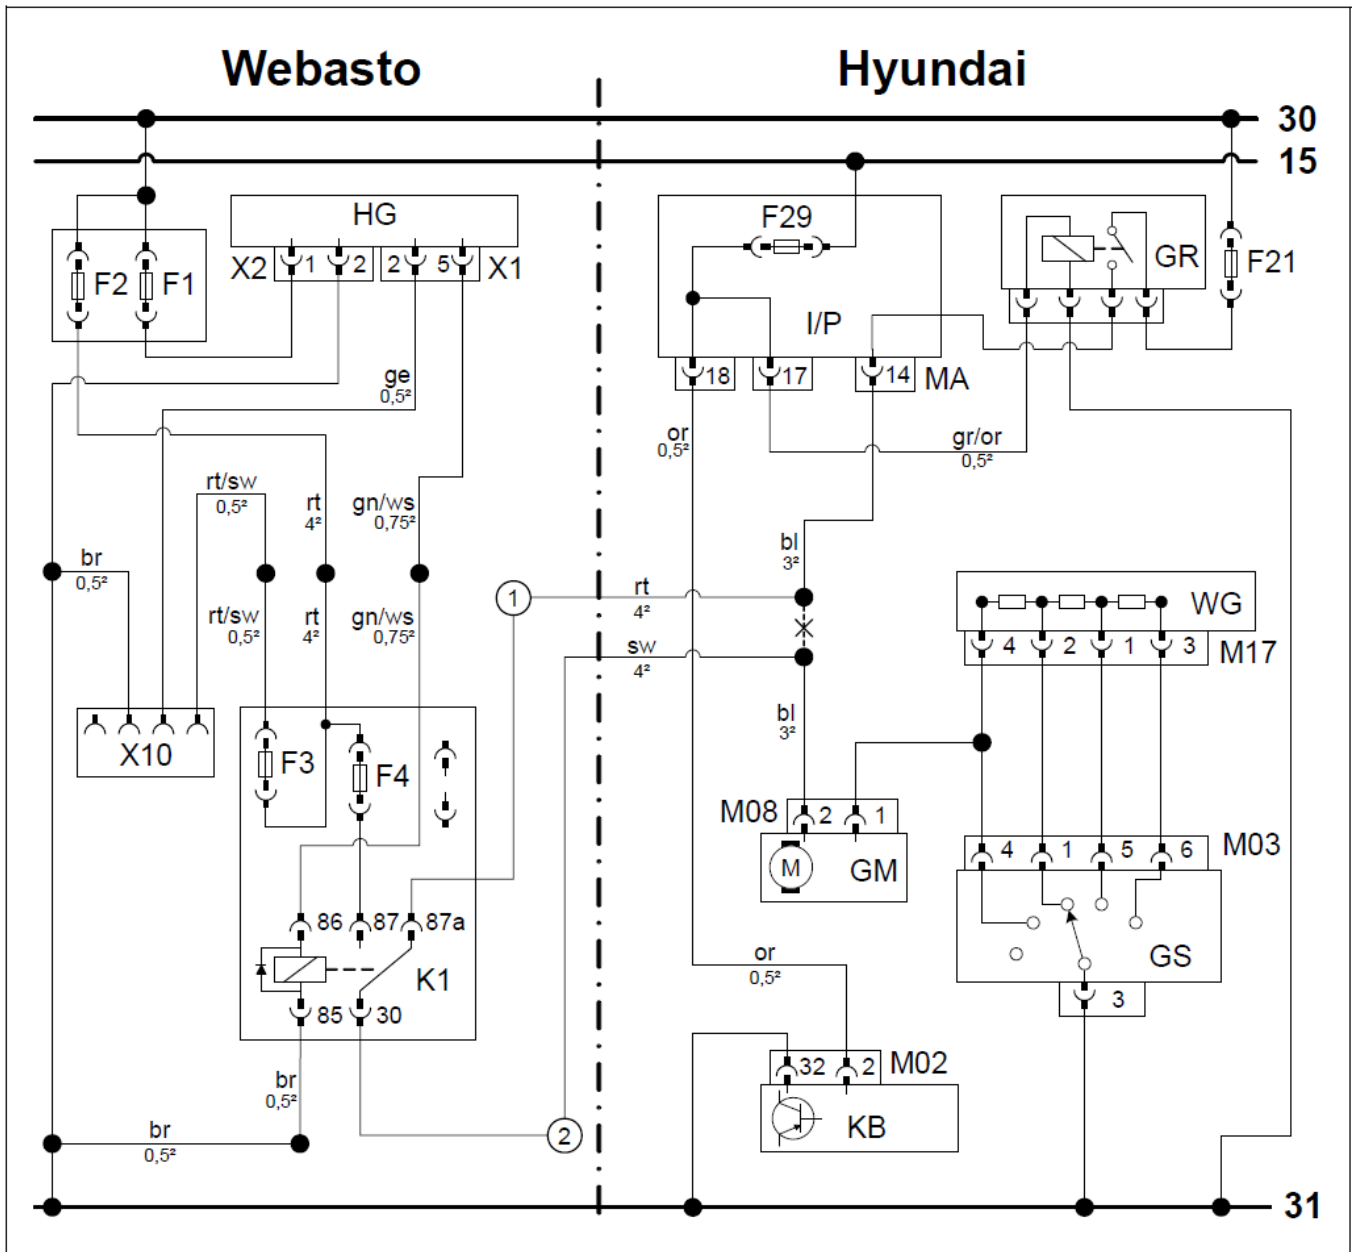 Webasto
Hyundai
30
15
HG
F29
F2
F1
X2
1
2
2
5
X1
GR
F21
I/P
18
17
14
MA
ge
0,5²
or
0,5²
gr/or
0,5²
rt/sw
0,5²
rt
4²
gn/ws
0,75²
br
0,5²
bl
3²
rt/sw
0,5²
rt
4²
gn/ws
0,75²
1
rt
4²
WG
4
2
1
3
M17
sw
4²
bl
3²
X10
F3
F4
M08
2
1
M
GM
4
1
5
6
M03
86
87
87a
K1
85
30
or
0,5²
GS
3
br
0,5²
32
2
M02
KB
br
0,5²
2
31